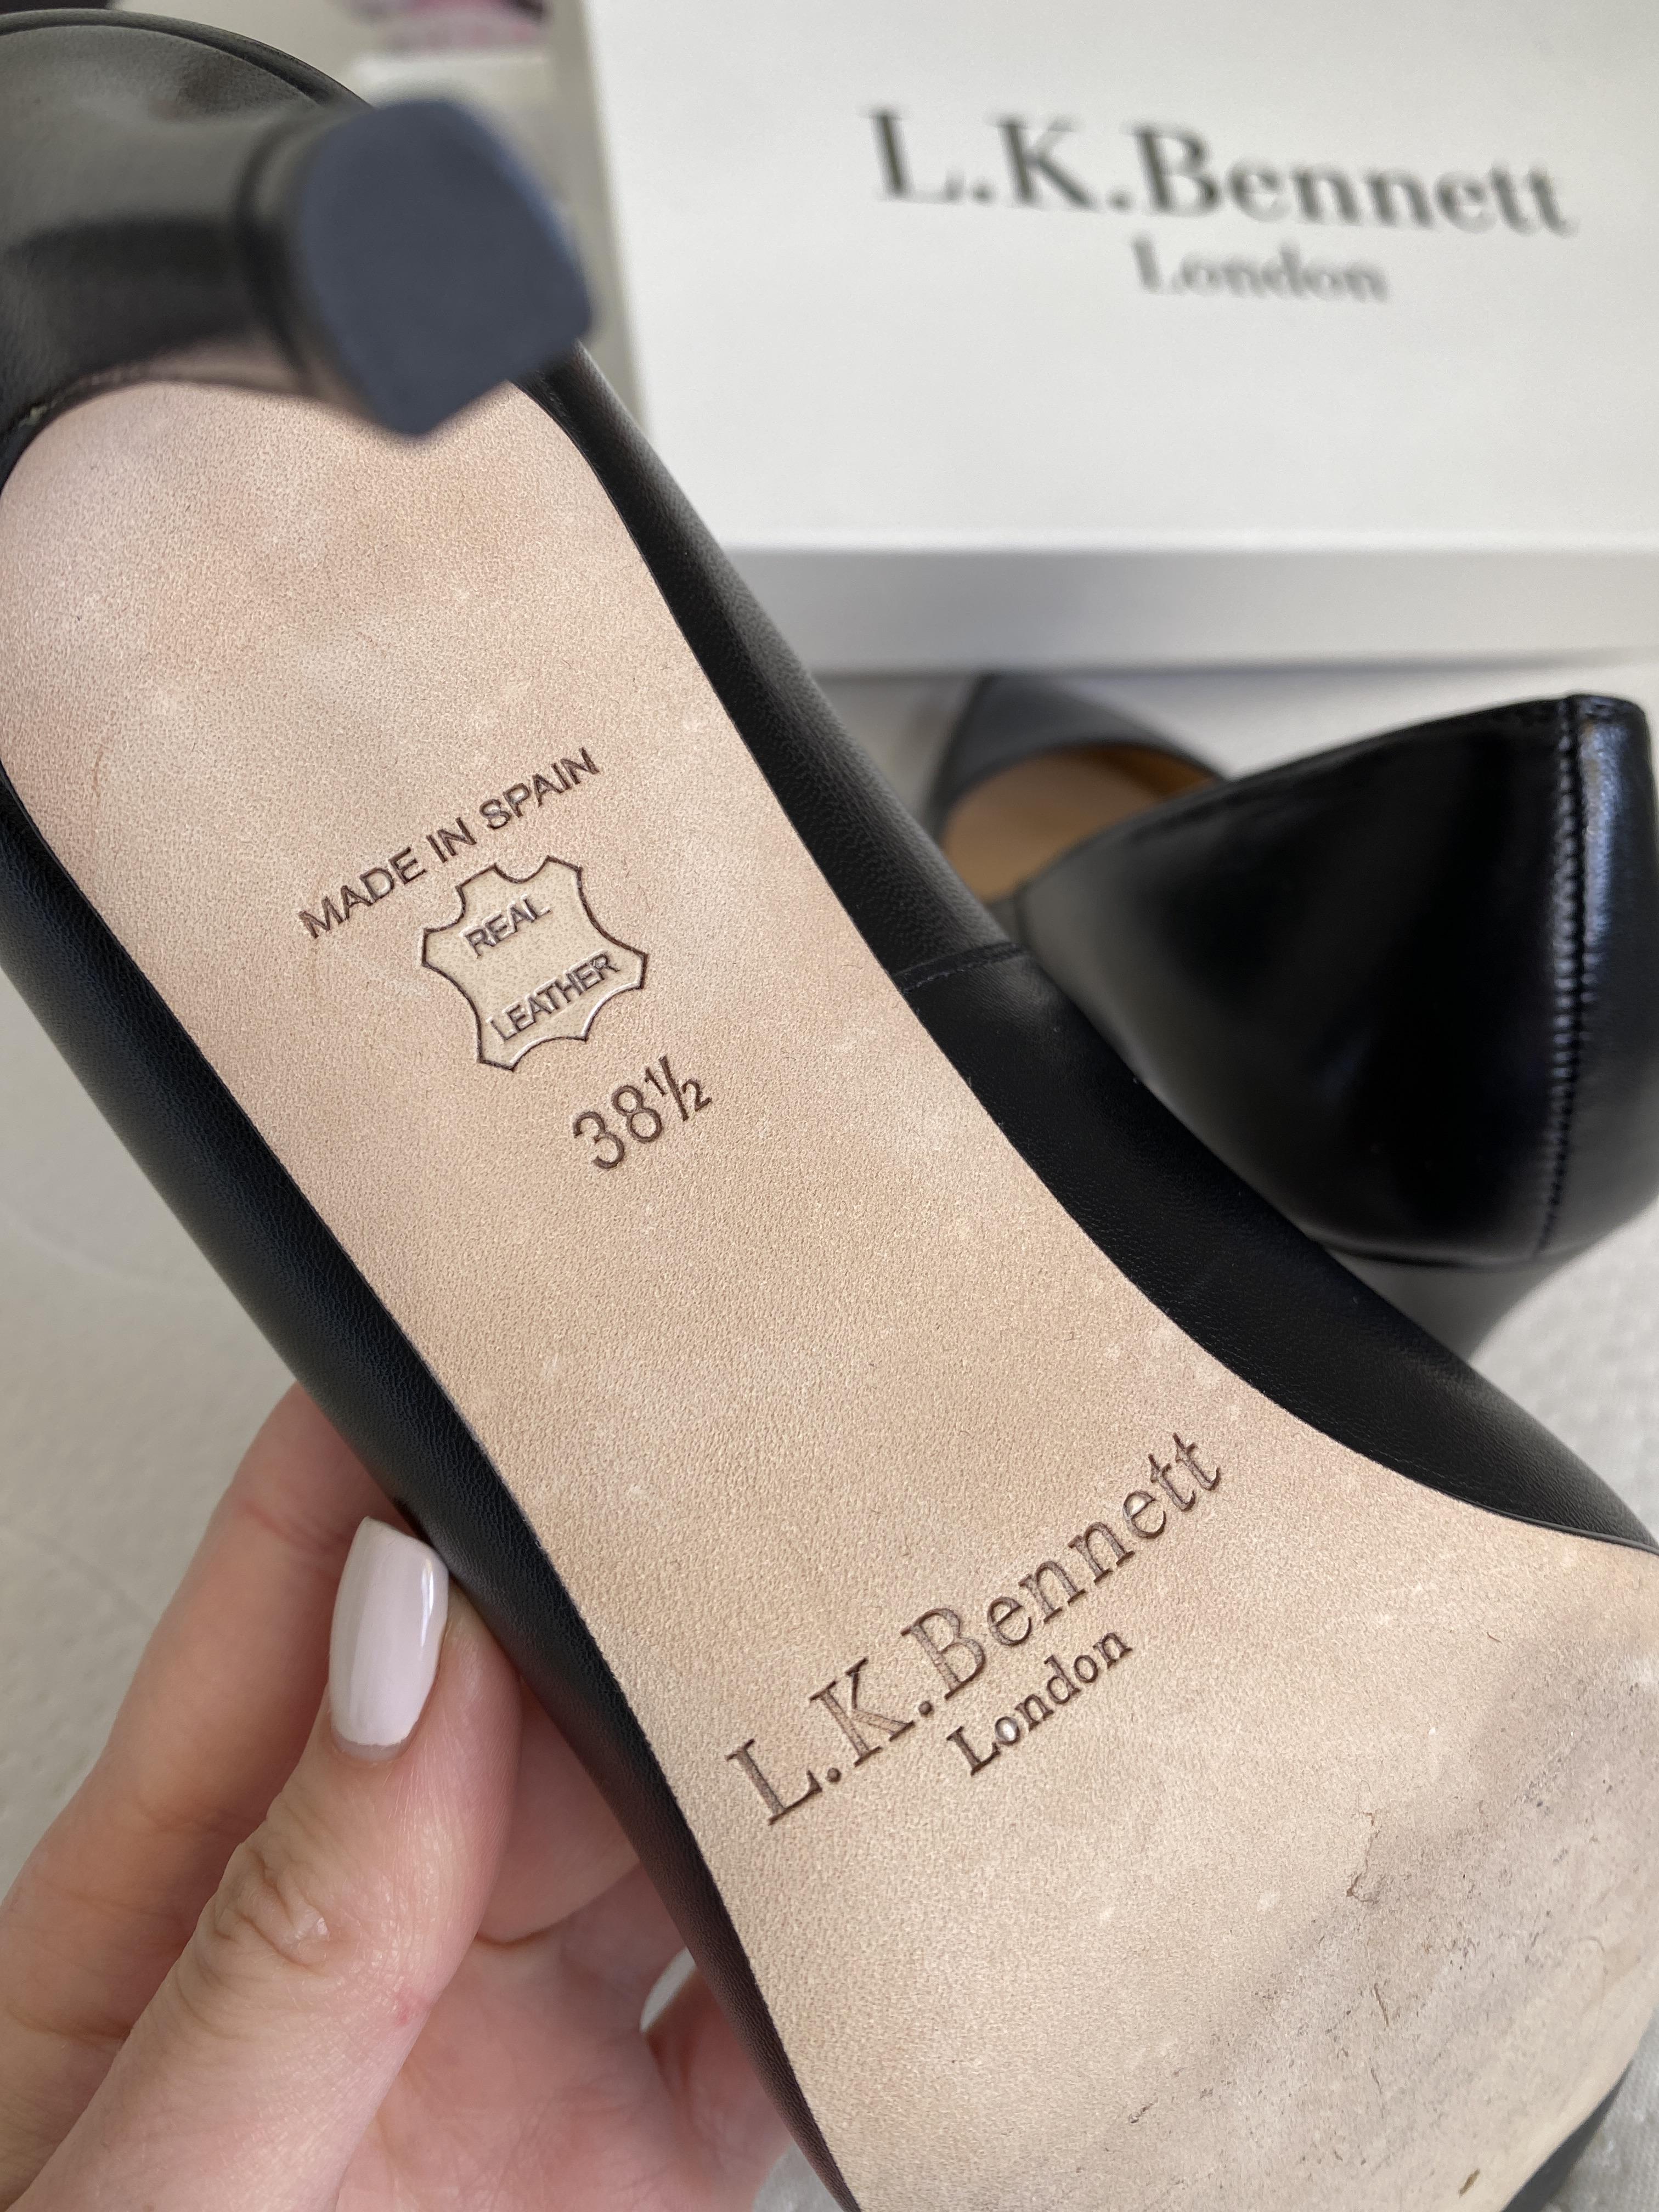 L.K.Bennett
London
MADE IN SPAIN
REAL
LEATHER
38½
L.K.Bennett
London